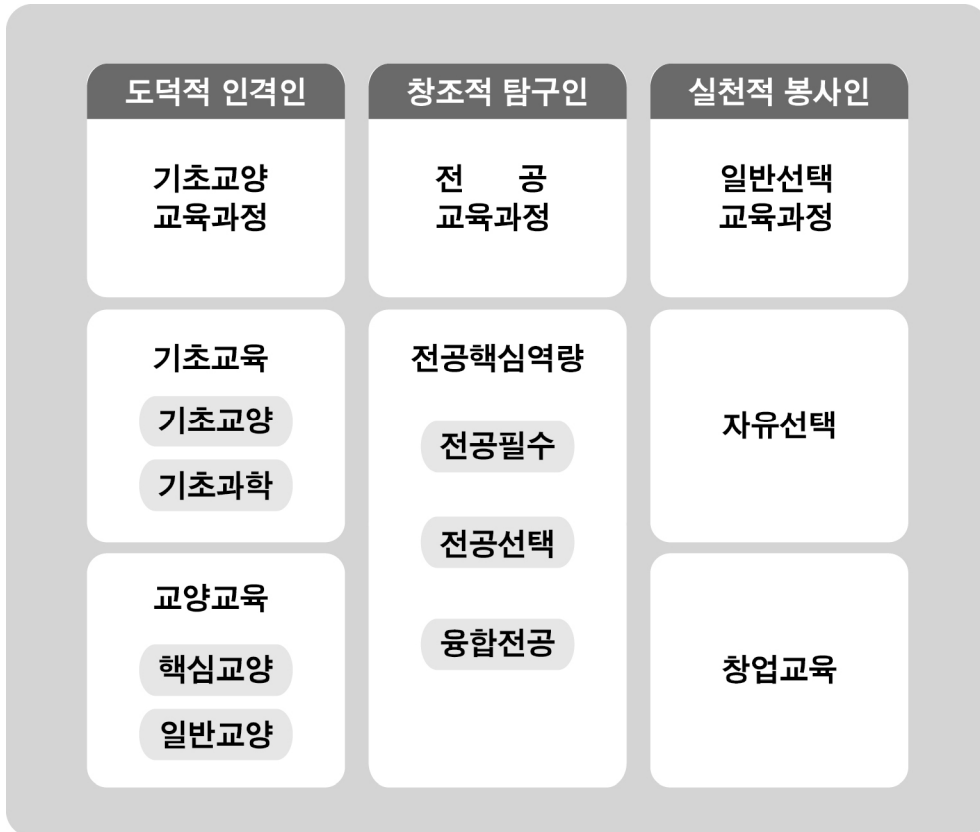 도덕적 인격인
기초교양
교육과정
기초교육
기초교양
기초과학
교양교육
핵심교양
일반교양
창조적 탐구인
전 공
교육과정
전공핵심역량
전공필수
전공선택
융합전공
실천적 봉사인
일반선택
교육과정
자유선택
창업교육